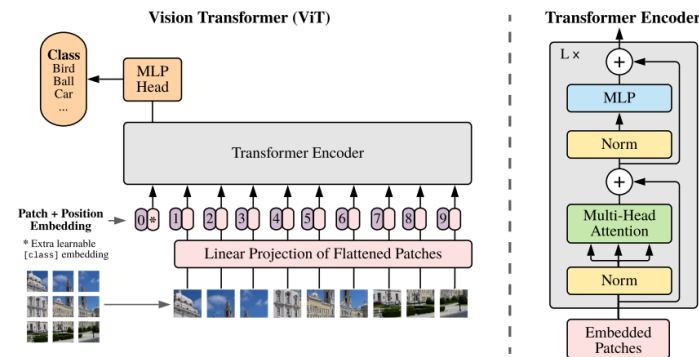 Vision Transformer (ViT)
Class
Bird
Ball
Car
...
MLP
Head
Transformer Encoder
Patch + Position
Embedding
* Extra learnable
[class] embedding
0 * 1 2 3 4 5 6 7 8 9
Linear Projection of Flattened Patches
Transformer Encoder
L x
+
MLP
Norm
+
Multi-Head
Attention
Norm
Embedded
Patches